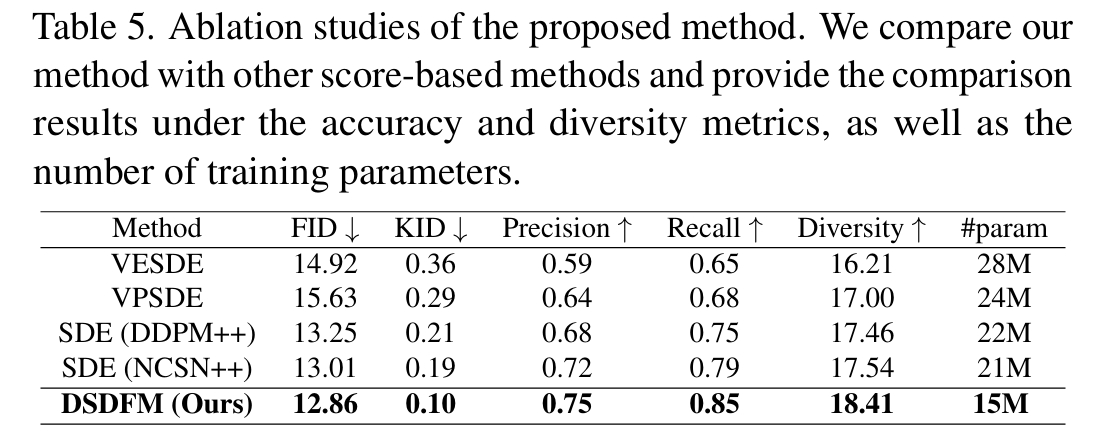 Table 5. Ablation studies of the proposed method. We compare our
method with other score-based methods and provide the comparison
results under the accuracy and diversity metrics, as well as the
number of training parameters.
Method FID ↓ KID ↓ Precision ↑ Recall ↑ Diversity ↑ #param
VESDE 14.92 0.36 0.59 0.65 16.21 28M
VPSDE 15.63 0.29 0.64 0.68 17.00 24M
SDE (DDPM++) 13.25 0.21 0.68 0.75 17.46 22M
SDE (NCSN++) 13.01 0.19 0.72 0.79 17.54 21M
DSDFM (Ours) 12.86 0.10 0.75 0.85 18.41 15M